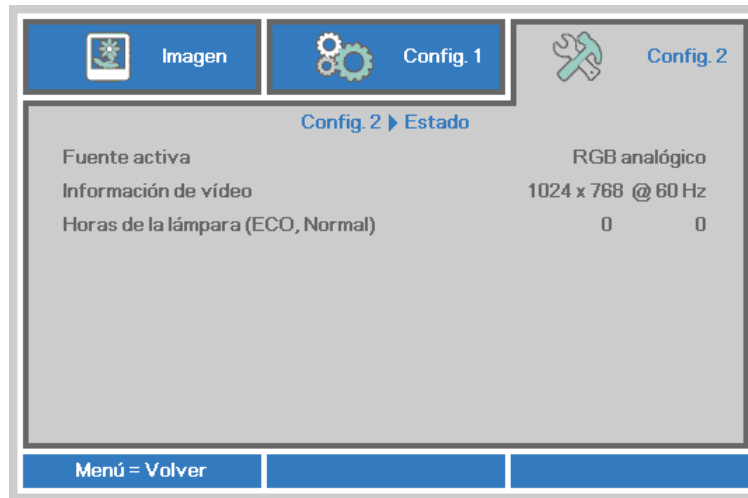 Imagen
Config. 1
Config. 2
Config. 2 ▶ Estado
Fuente activa RGB analógico
Información de vídeo 1024 x 768 @ 60 Hz
Horas de la lámpara (ECO, Normal) 0 0
Menú = Volver